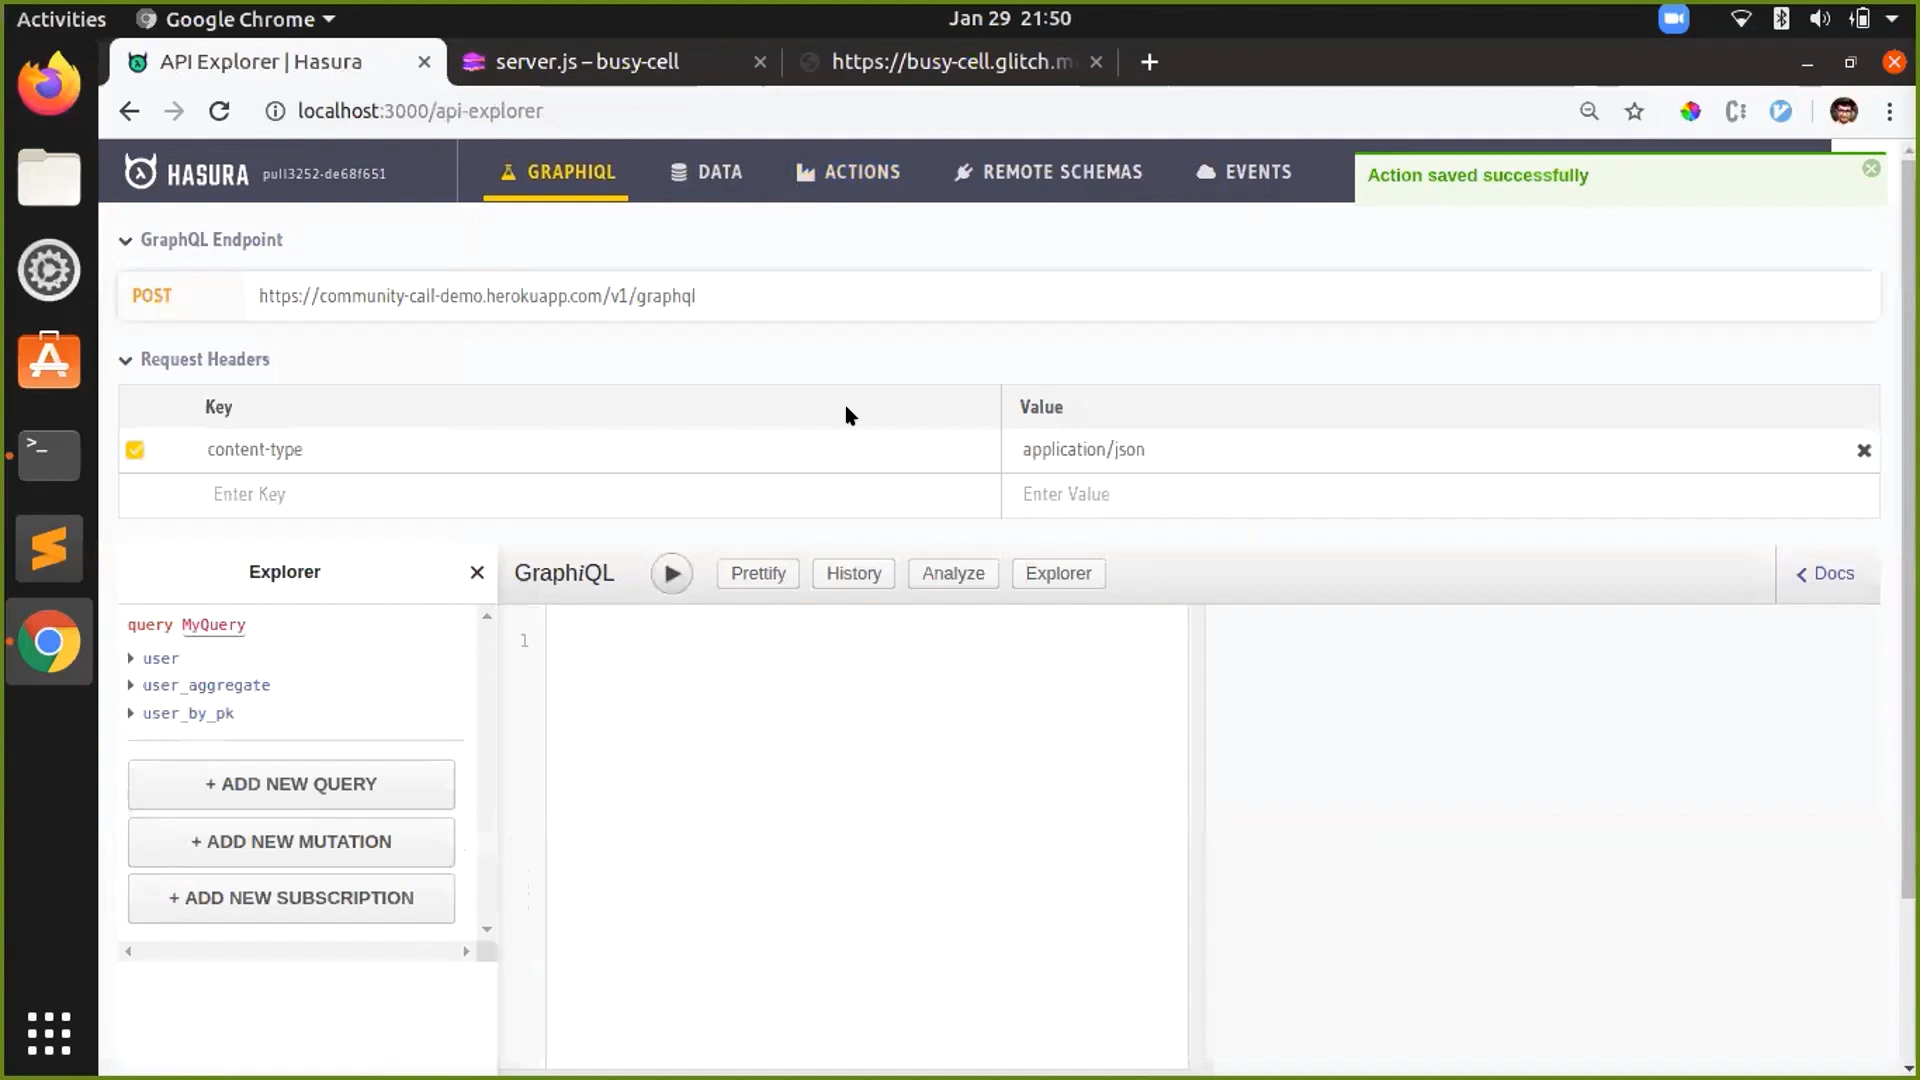 Activities
Google Chrome
Jan 29 21:50
API Explorer | Hasura
server.js – busy-cell
https://busy-cell.glitch.m
localhost:3000/api-explorer
HASURA
pull3252-de68f651
GRAPHIQL
DATA
ACTIONS
REMOTE SCHEMAS
EVENTS
Action saved successfully
GraphQL Endpoint
POST
https://community-call-demo.herokuapp.com/v1/graphql
Request Headers
Key
Value
content-type
application/json
Enter Key
Enter Value
Explorer
GraphiQL
Prettify
History
Analyze
Explorer
Docs
query MyQuery
user
user_aggregate
user_by_pk
1
+ ADD NEW QUERY
+ ADD NEW MUTATION
+ ADD NEW SUBSCRIPTION